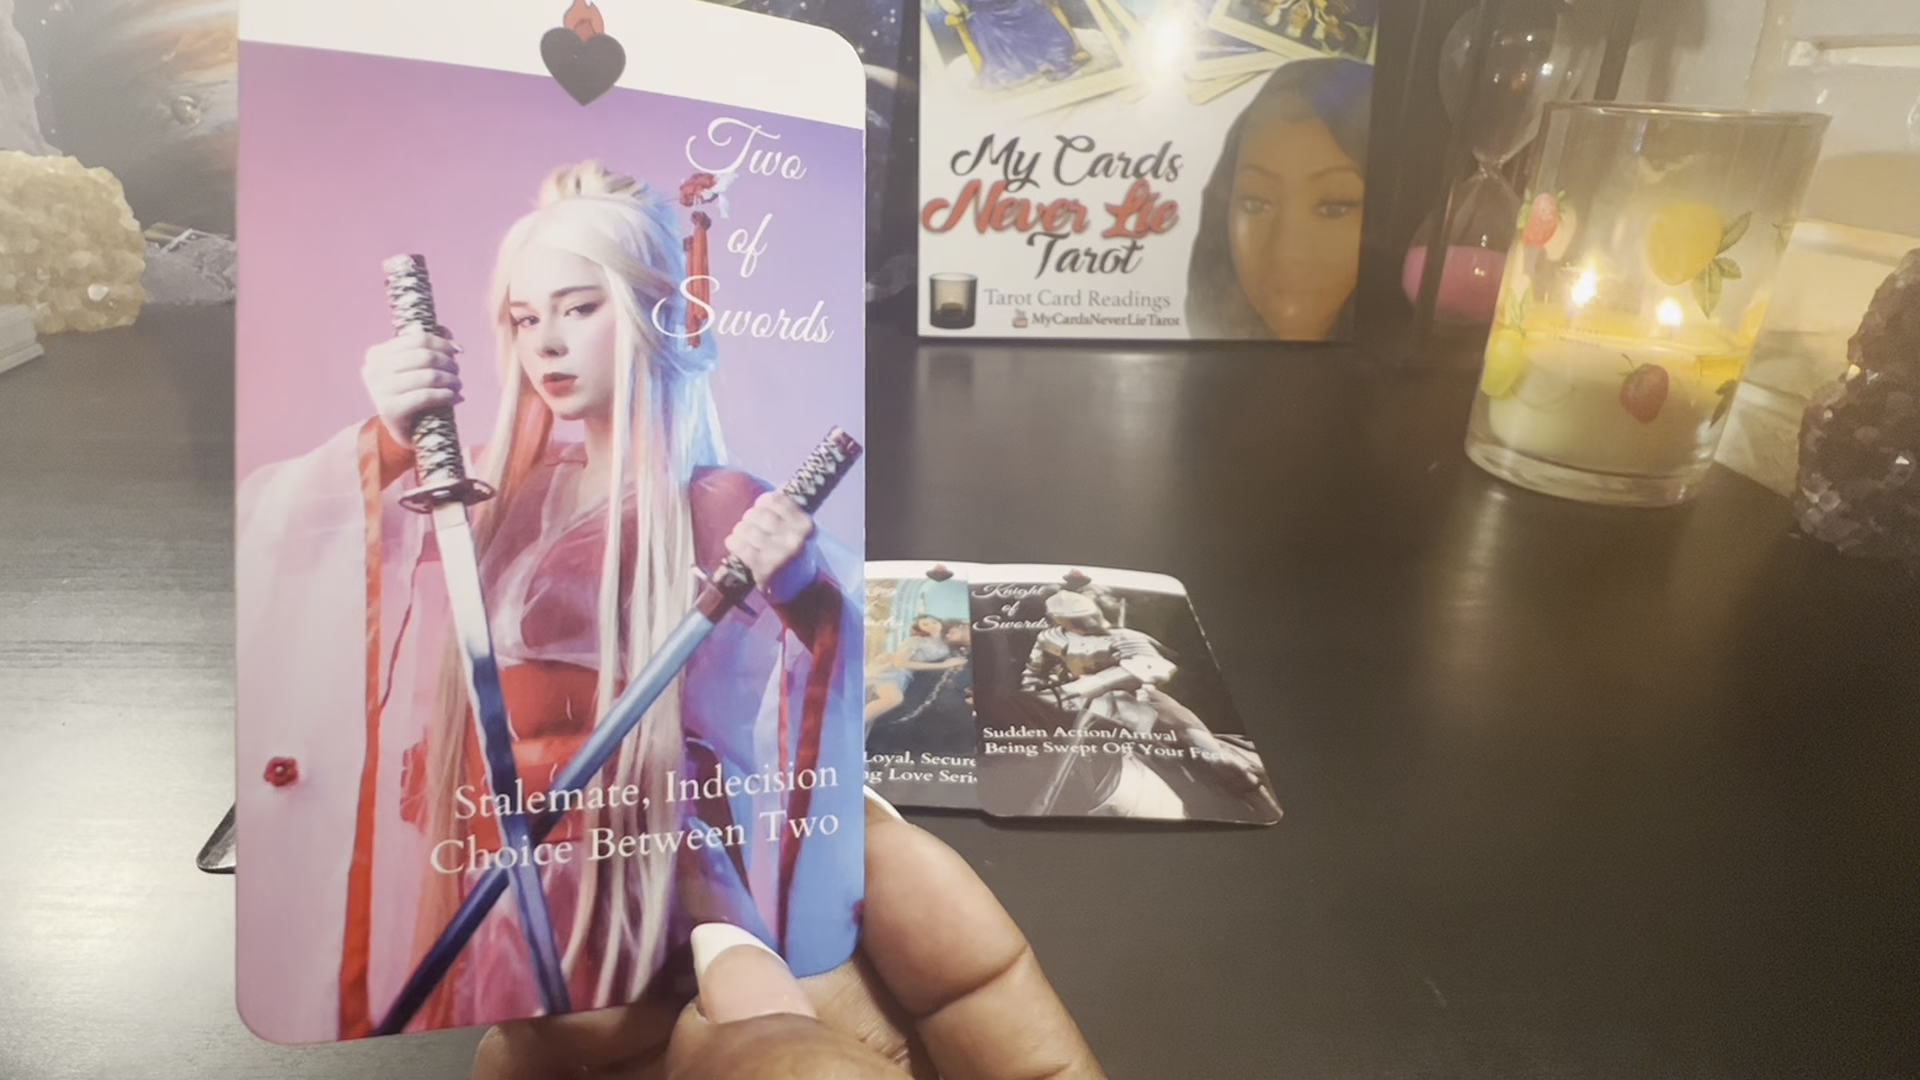 Two
of
Swords
Stalemate, Indecision
Choice Between Two
My Cards
Never Lie
Tarot
Tarot Card Readings
MyCardsNeverLieTarot
Loyal, Secure
Knight
of
Swords
Sudden Action/Arrival
Being Swept Off Your Feet